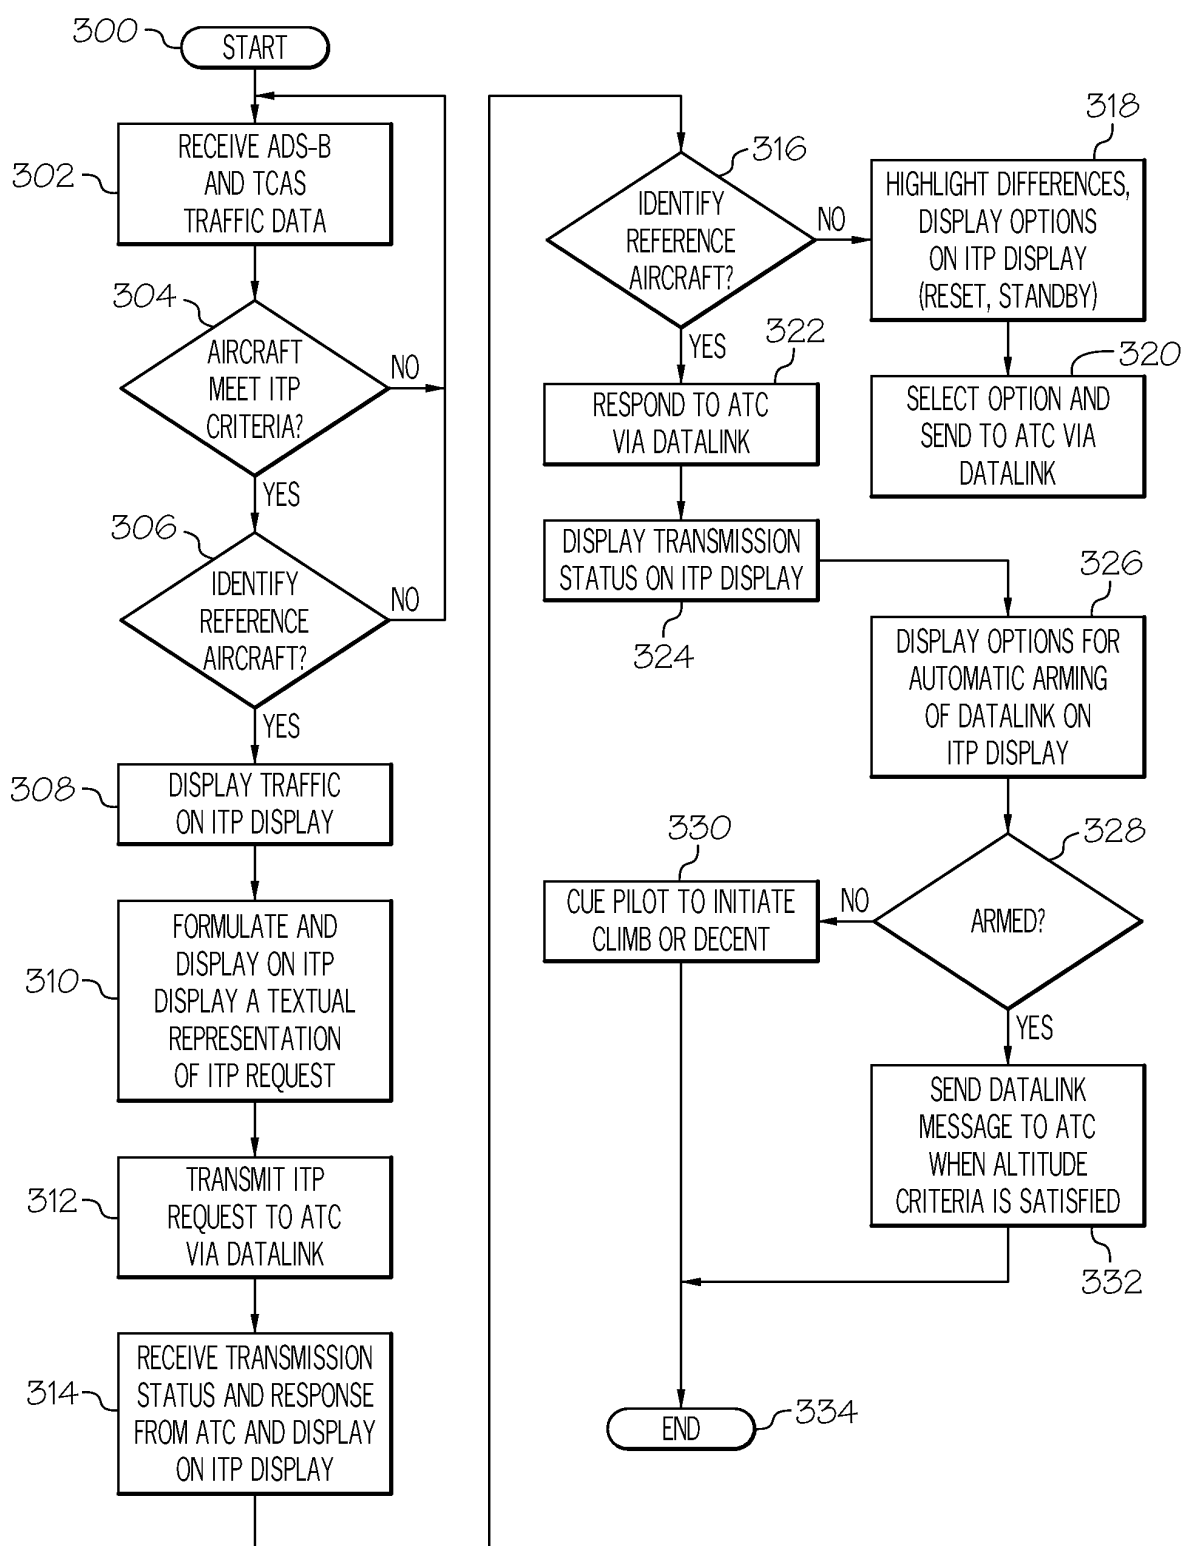 300
START
302
RECEIVE ADS-B
AND TCAS
TRAFFIC DATA
304
AIRCRAFT
MEET ITP
CRITERIA?
NO
YES
306
IDENTIFY
REFERENCE
AIRCRAFT?
NO
YES
308
DISPLAY TRAFFIC
ON ITP DISPLAY
310
FORMULATE AND
DISPLAY ON ITP
DISPLAY A TEXTUAL
REPRESENTATION
OF ITP REQUEST
312
TRANSMIT ITP
REQUEST TO ATC
VIA DATALINK
314
RECEIVE TRANSMISSION
STATUS AND RESPONSE
FROM ATC AND DISPLAY
ON ITP DISPLAY
316
IDENTIFY
REFERENCE
AIRCRAFT?
NO
YES
318
HIGHLIGHT DIFFERENCES,
DISPLAY OPTIONS
ON ITP DISPLAY
(RESET, STANDBY)
320
SELECT OPTION AND
SEND TO ATC VIA
DATALINK
322
RESPOND TO ATC
VIA DATALINK
DISPLAY TRANSMISSION
STATUS ON ITP DISPLAY
324
326
DISPLAY OPTIONS FOR
AUTOMATIC ARMING
OF DATALINK ON
ITP DISPLAY
328
ARMED?
NO
YES
330
CUE PILOT TO INITIATE
CLIMB OR DECENT
SEND DATALINK
MESSAGE TO ATC
WHEN ALTITUDE
CRITERIA IS SATISFIED
332
END
334